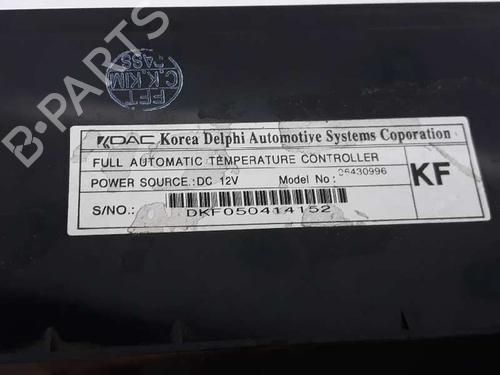 B-PARTS
FFT
PASS
C.K.KIM
KDAC Korea Delphi Automotive Systems Coporation
FULL AUTOMATIC TEMPERATURE CONTROLLER
POWER SOURCE : DC 12V Model No : 96430996
KF
S/NO. : DKF050414152